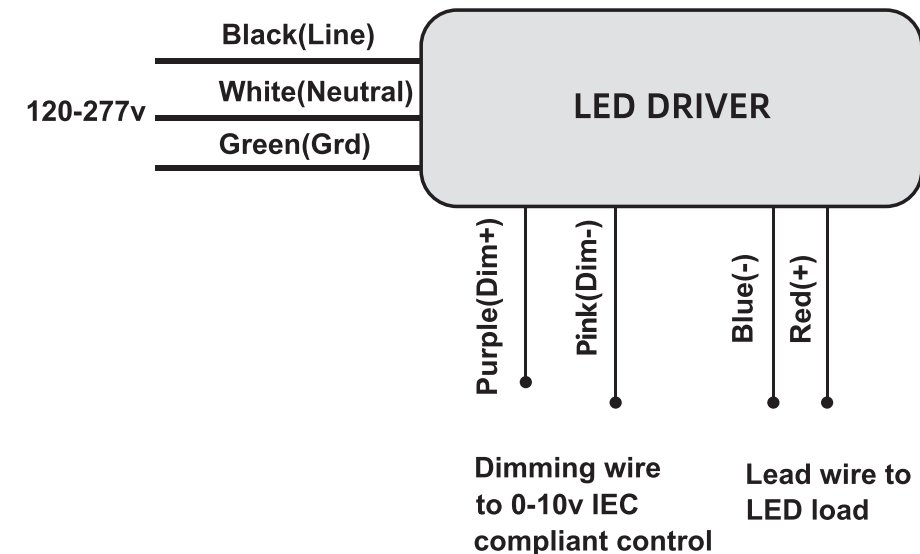 Black(Line)
White(Neutral)
120-277v
Green(Grd)
LED DRIVER
Purple(Dim+)
Pink(Dim-)
Blue(-)
Red(+)
Dimming wire
to 0-10v IEC
compliant control
Lead wire to
LED load